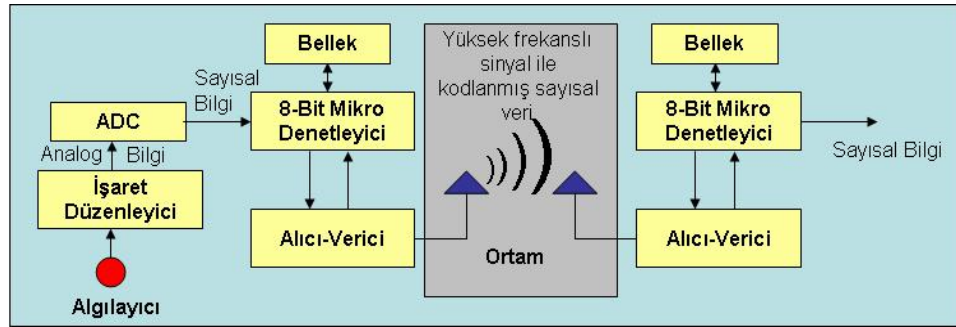 Bellek
Sayısal
Bilgi
8-Bit Mikro
Denetleyici
ADC
Analog
Bilgi
İşaret
Düzenleyici
Algılayıcı
Alıcı-Verici
Yüksek frekanslı
sinyal ile
kodlanmış sayısal
veri
Ortam
Bellek
8-Bit Mikro
Denetleyici
Sayısal Bilgi
Alıcı-Verici